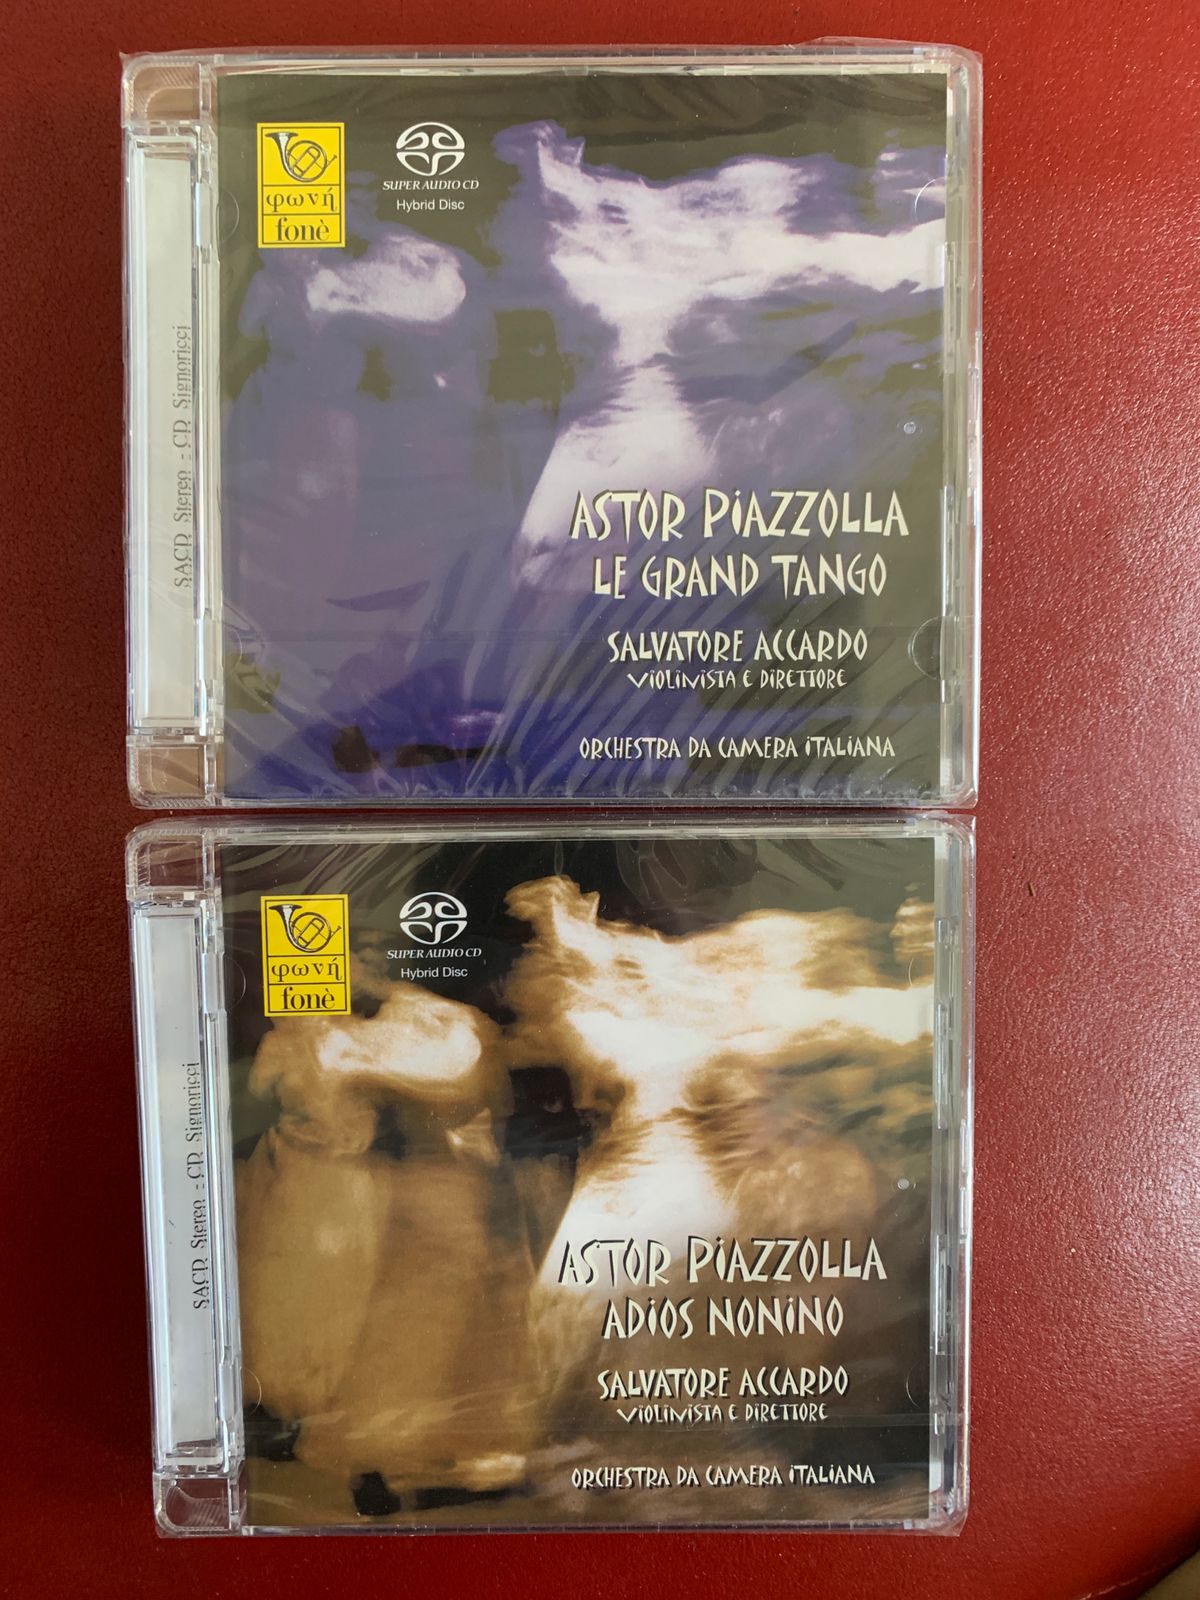 φωνή
fonè
SUPER AUDIO CD
Hybrid Disc
SACD Stereo - CD Signoricci
ASTOR PIAZZOLLA
LE GRAND TANGO
SALVATORE ACCARDO
VIOLINISTA E DIRETTORE
ORCHESTRA DA CAMERA ITALIANA
φωνή
fonè
SUPER AUDIO CD
Hybrid Disc
SACD Stereo - CD Signoricci
ASTOR PIAZZOLLA
ADIOS NONINO
SALVATORE ACCARDO
VIOLINISTA E DIRETTORE
ORCHESTRA DA CAMERA ITALIANA